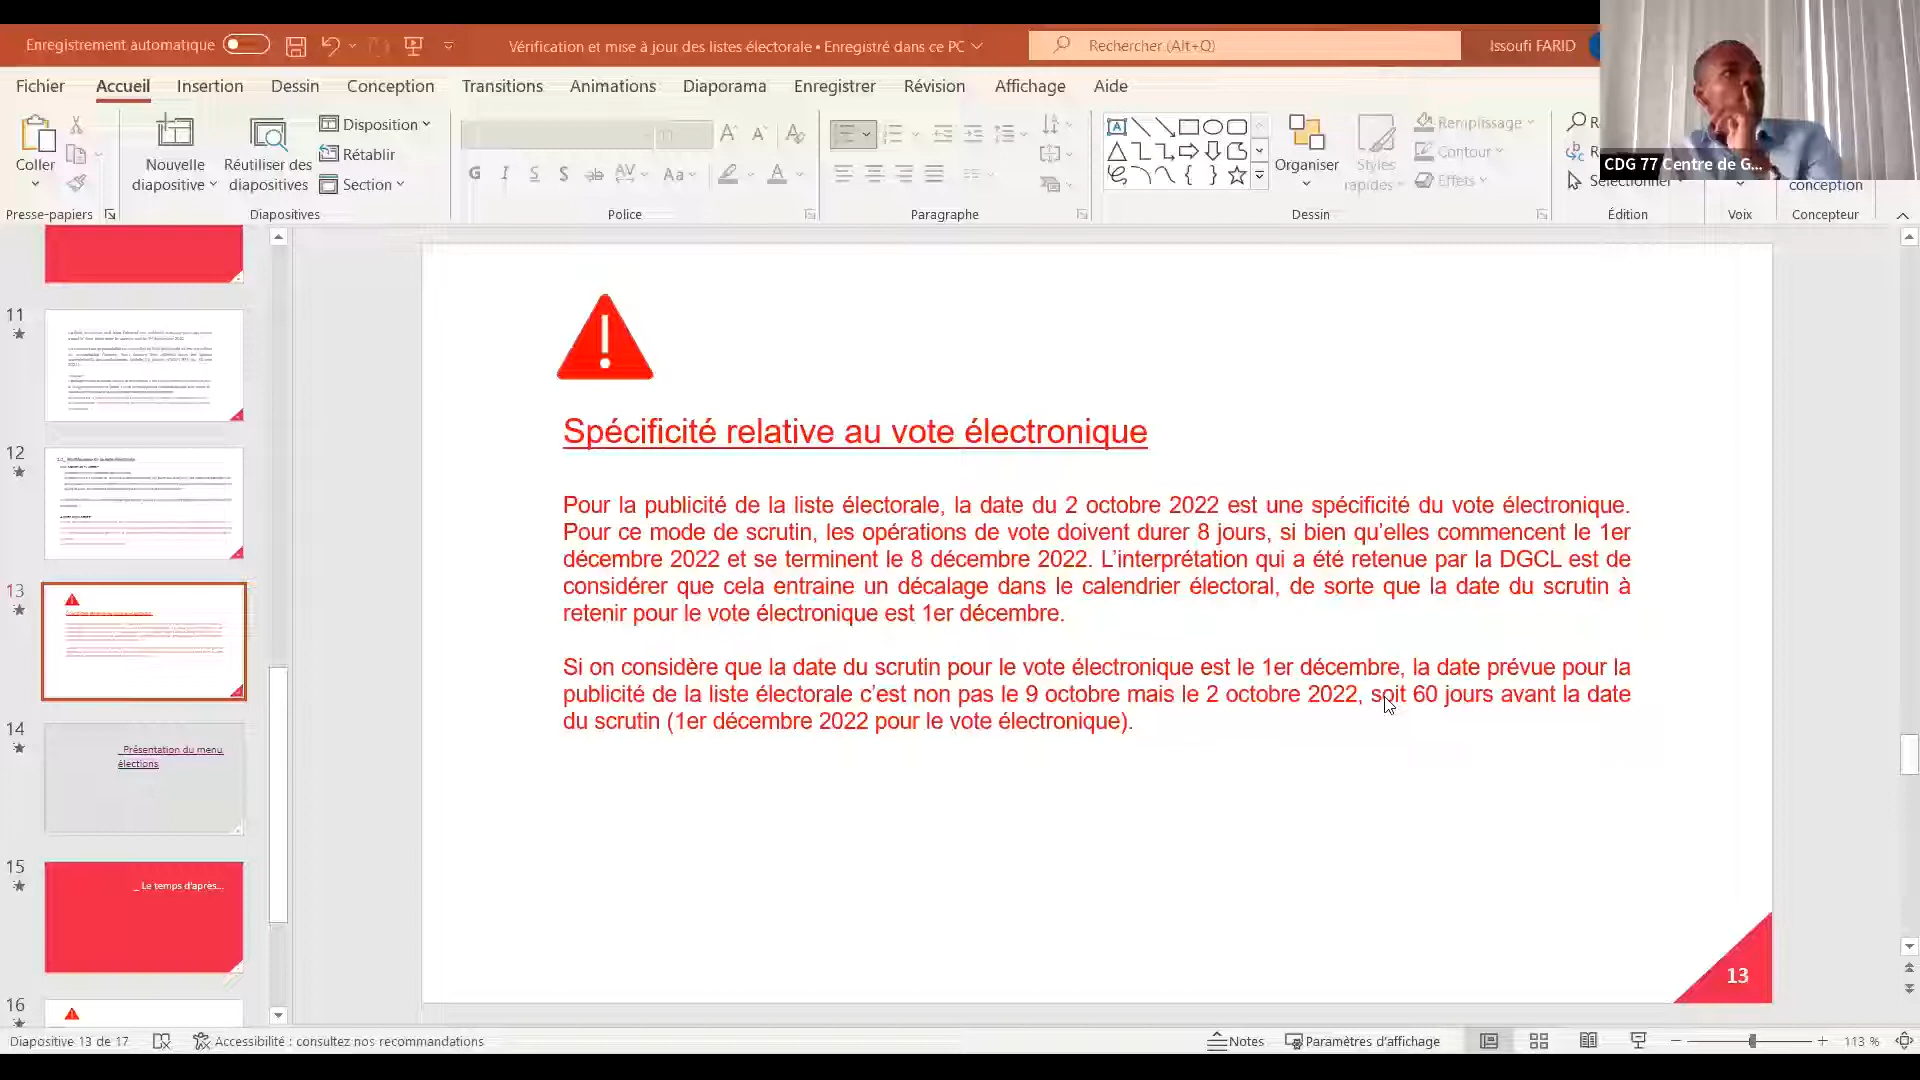 Enregistrement automatique
Vérification et mise à jour des listes électorale • Enregistré dans ce PC
Rechercher (Alt+Q)
Issoufi FARID
Fichier Accueil Insertion Dessin Conception Transitions Animations Diaporama Enregistrer Révision Affichage Aide
Coller
Nouvelle diapositive
Réutiliser des diapositives
Disposition
Rétablir
Section
G I S S ab AV Aa A
Organiser
Styles rapides
Remplissage
Contour
Effets
Sélectionner
conception
CDG 77 Centre de G...
Presse-papiers
Diapositives
Police
Paragraphe
Dessin
Édition
Voix
Concepteur
11
12
13
14
_Présentation du menu
élections
15
_ Le temps d'après...
16
Spécificité relative au vote électronique
Pour la publicité de la liste électorale, la date du 2 octobre 2022 est une spécificité du vote électronique.
Pour ce mode de scrutin, les opérations de vote doivent durer 8 jours, si bien qu’elles commencent le 1er
décembre 2022 et se terminent le 8 décembre 2022. L’interprétation qui a été retenue par la DGCL est de
considérer que cela entraine un décalage dans le calendrier électoral, de sorte que la date du scrutin à
retenir pour le vote électronique est 1er décembre.
Si on considère que la date du scrutin pour le vote électronique est le 1er décembre, la date prévue pour la
publicité de la liste électorale c’est non pas le 9 octobre mais le 2 octobre 2022, soit 60 jours avant la date
du scrutin (1er décembre 2022 pour le vote électronique).
13
Diapositive 13 de 17
Accessibilité : consultez nos recommandations
Notes
Paramètres d'affichage
113 %